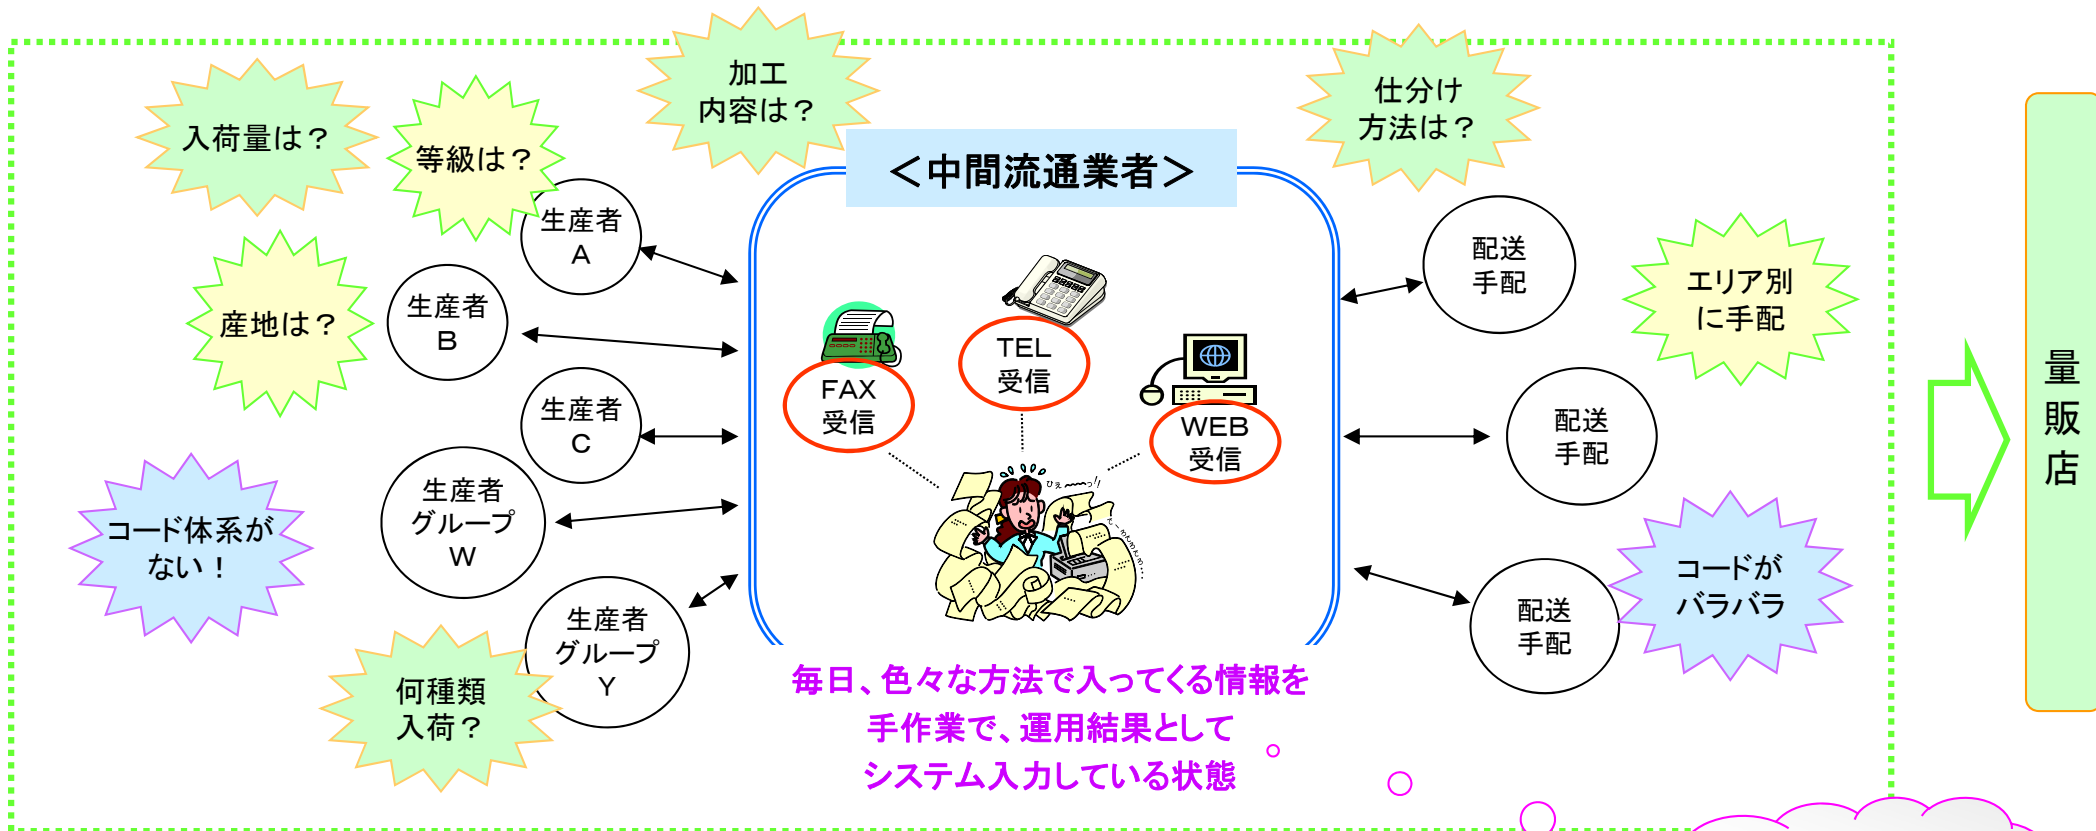 加工
内容は？
仕分け
方法は？
入荷量は？
等級は？
＜中間流通業者＞
生産者
A
配送
手配
エリア別
に手配
産地は？
生産者
B
TEL
受信
FAX
受信
WEB
受信
量
販
店
生産者
C
配送
手配
生産者
グループ
W
ひぇ〜〜っ!!
コード体系が
ない！
コードが
バラバラ
生産者
グループ
Y
配送
手配
何種類
入荷？
毎日、色々な方法で入ってくる情報を
手作業で、運用結果として
システム入力している状態